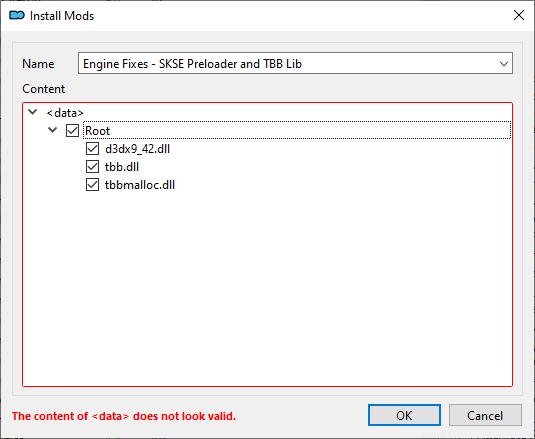 Install Mods
Name Engine Fixes - SKSE Preloader and TBB Lib
Content
<data>
Root
d3dx9_42.dll
tbb.dll
tbbmalloc.dll
The content of <data> does not look valid. OK Cancel